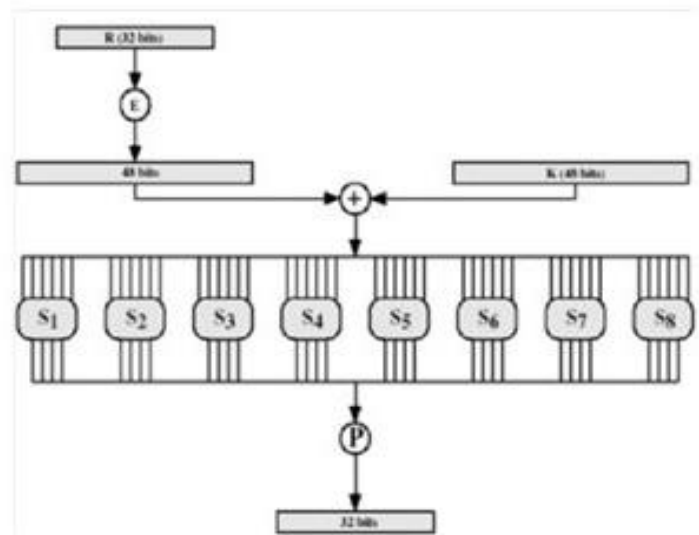 R (32 bits)
E
48 bits
K (48 bits)
+
S1 S2 S3 S4 S5 S6 S7 S8
P
32 bits